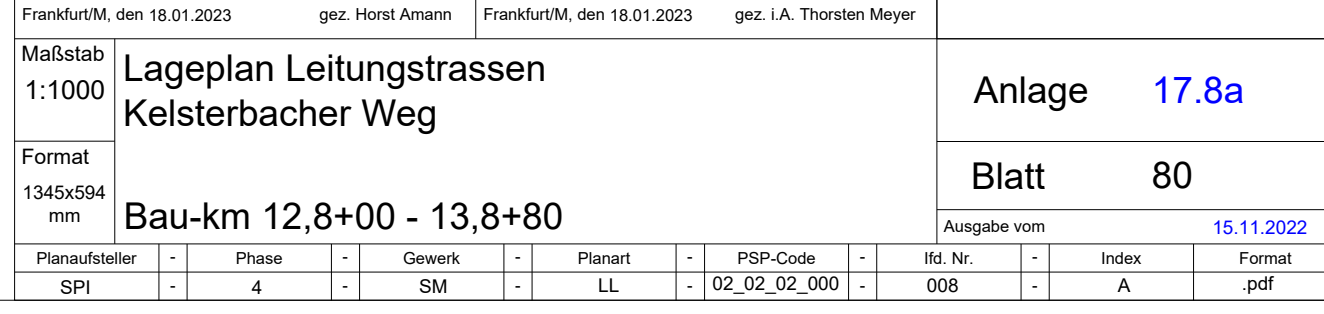 Frankfurt/M, den 18.01.2023 gez. Horst Amann Frankfurt/M, den 18.01.2023 gez. i.A. Thorsten Meyer
Maßstab
1:1000
Lageplan Leitungstrassen
Kelsterbacher Weg
Anlage 17.8a
Format
1345x594
mm
Bau-km 12,8+00 - 13,8+80
Blatt 80
Ausgabe vom 15.11.2022
Planaufsteller - Phase - Gewerk - Planart - PSP-Code - lfd. Nr. - Index Format
SPI - 4 - SM - LL - 02_02_02_000 - 008 - A .pdf